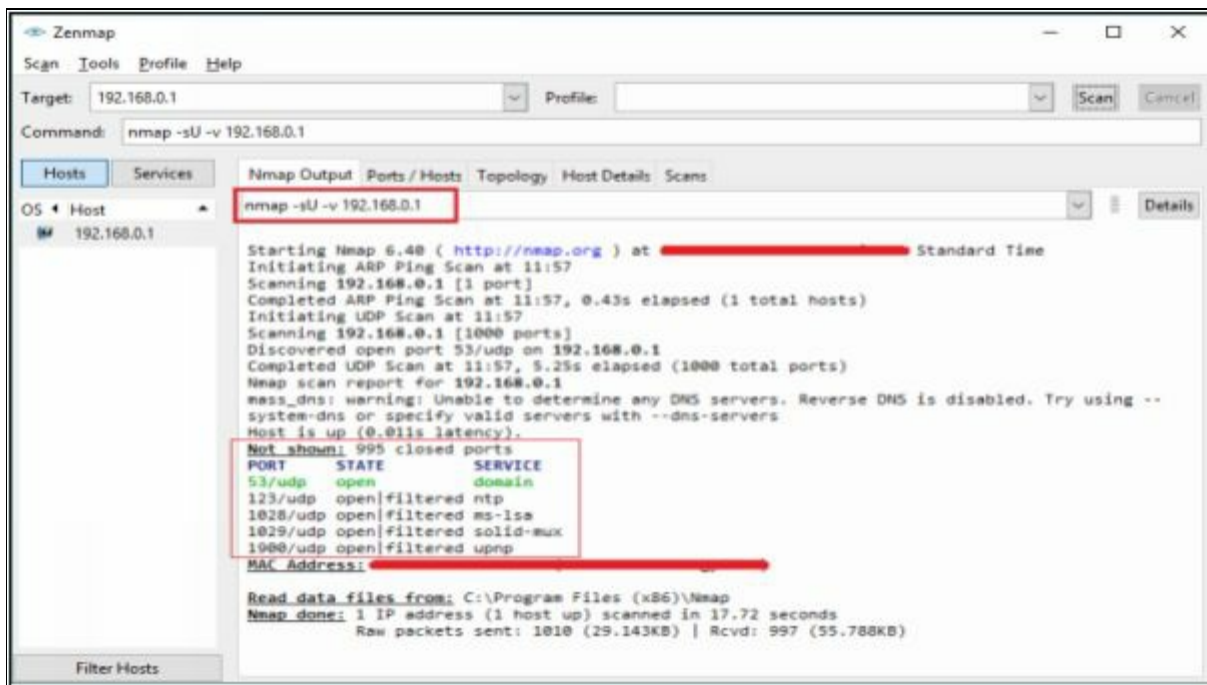 Zenmap
Scan Tools Profile Help
Target: 192.168.0.1 Profile: Scan Cancel
Command: nmap -sU -v 192.168.0.1
Hosts Services Nmap Output Ports / Hosts Topology Host Details Scans
OS Host nmap -sU -v 192.168.0.1 Details
192.168.0.1
Starting Nmap 6.40 ( http://nmap.org ) at Standard Time
Initiating ARP Ping Scan at 11:57
Scanning 192.168.0.1 [1 port]
Completed ARP Ping Scan at 11:57, 0.43s elapsed (1 total hosts)
Initiating UDP Scan at 11:57
Scanning 192.168.0.1 [1000 ports]
Discovered open port 53/udp on 192.168.0.1
Completed UDP Scan at 11:57, 5.25s elapsed (1000 total ports)
Nmap scan report for 192.168.0.1
mass_dns: warning: Unable to determine any DNS servers. Reverse DNS is disabled. Try using --
system-dns or specify valid servers with --dns-servers
Host is up (0.011s latency).
Not shown: 995 closed ports
PORT STATE SERVICE
53/udp open domain
123/udp open|filtered ntp
1028/udp open|filtered ms-lsa
1029/udp open|filtered solid-mux
1900/udp open|filtered upnp
MAC Address:
Read data files from: C:\Program Files (x86)\Nmap
Nmap done: 1 IP address (1 host up) scanned in 17.72 seconds
Raw packets sent: 1010 (29.143KB) | Rcvd: 997 (55.788KB)
Filter Hosts